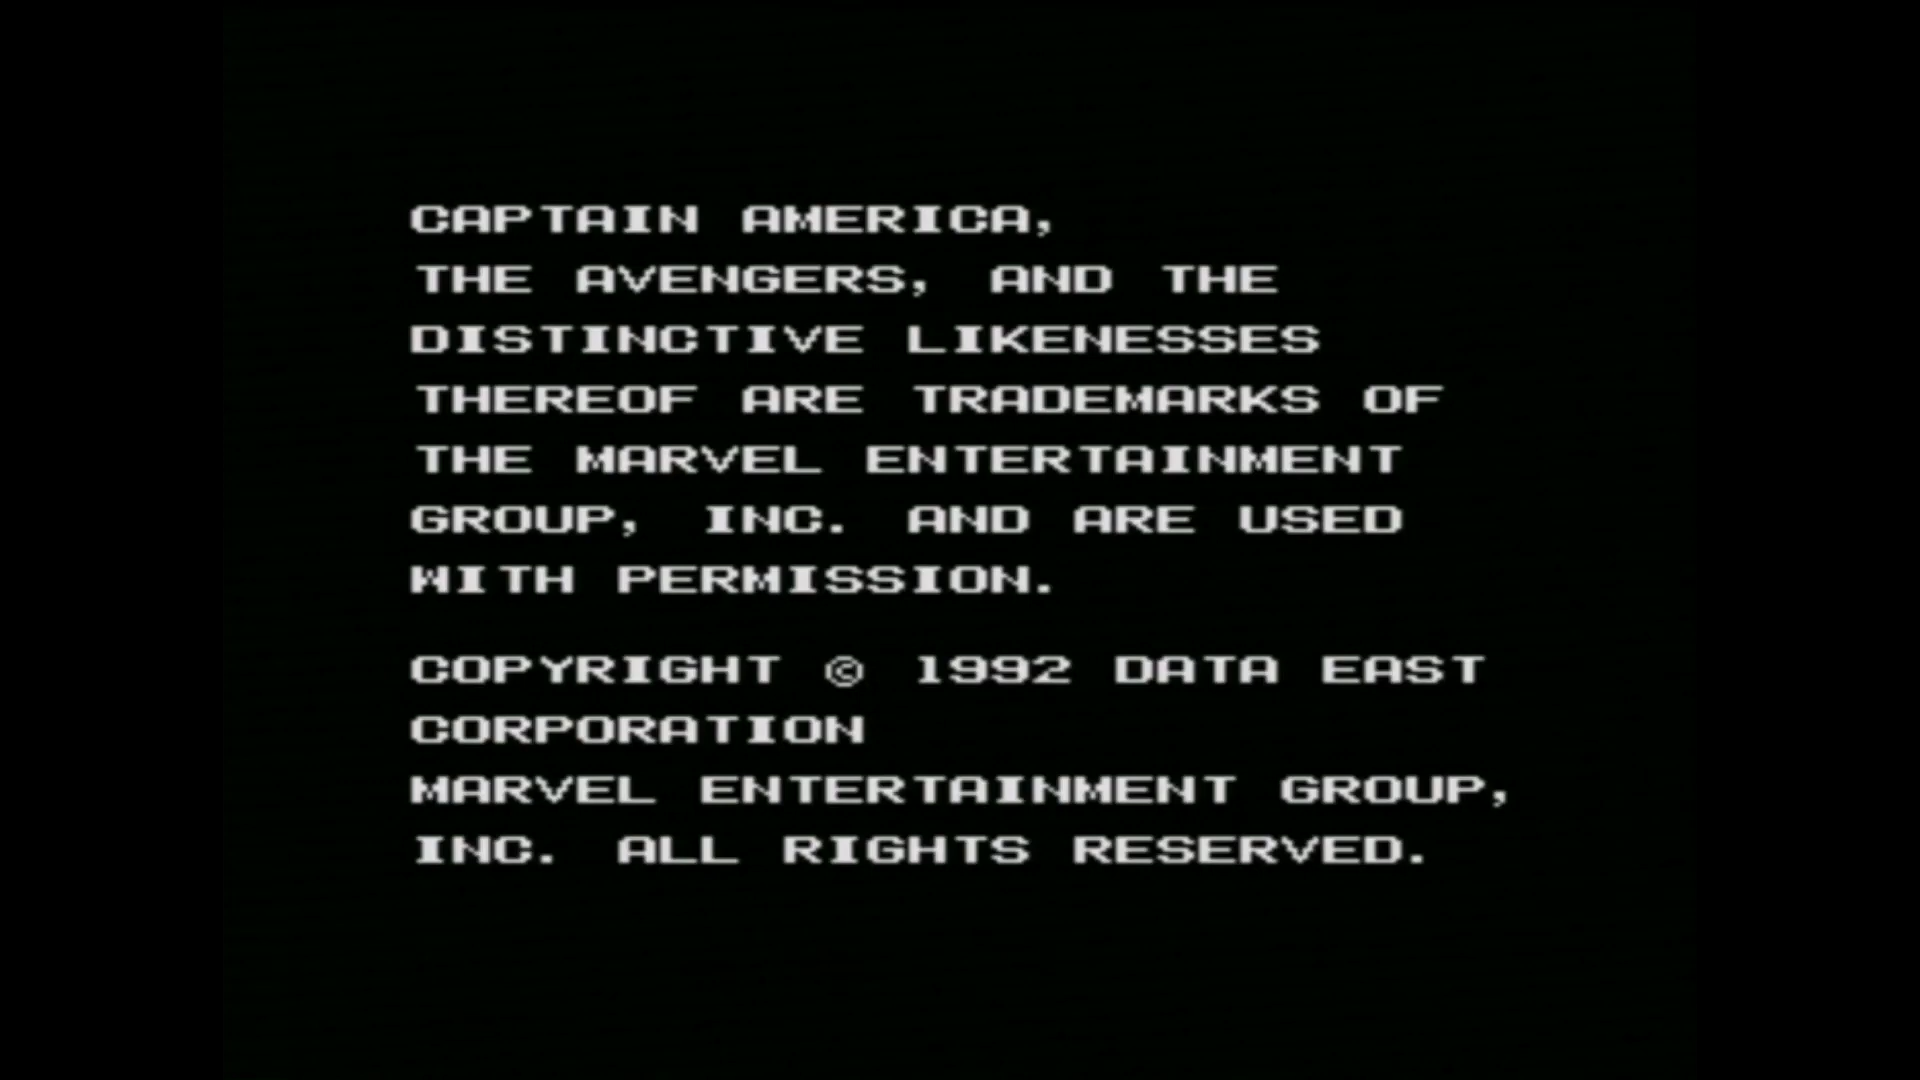 CAPTAIN AMERICA,
THE AVENGERS, AND THE
DISTINCTIVE LIKENESSES
THEREOF ARE TRADEMARKS OF
THE MARVEL ENTERTAINMENT
GROUP, INC. AND ARE USED
WITH PERMISSION.
COPYRIGHT © 1992 DATA EAST
CORPORATION
MARVEL ENTERTAINMENT GROUP,
INC. ALL RIGHTS RESERVED.